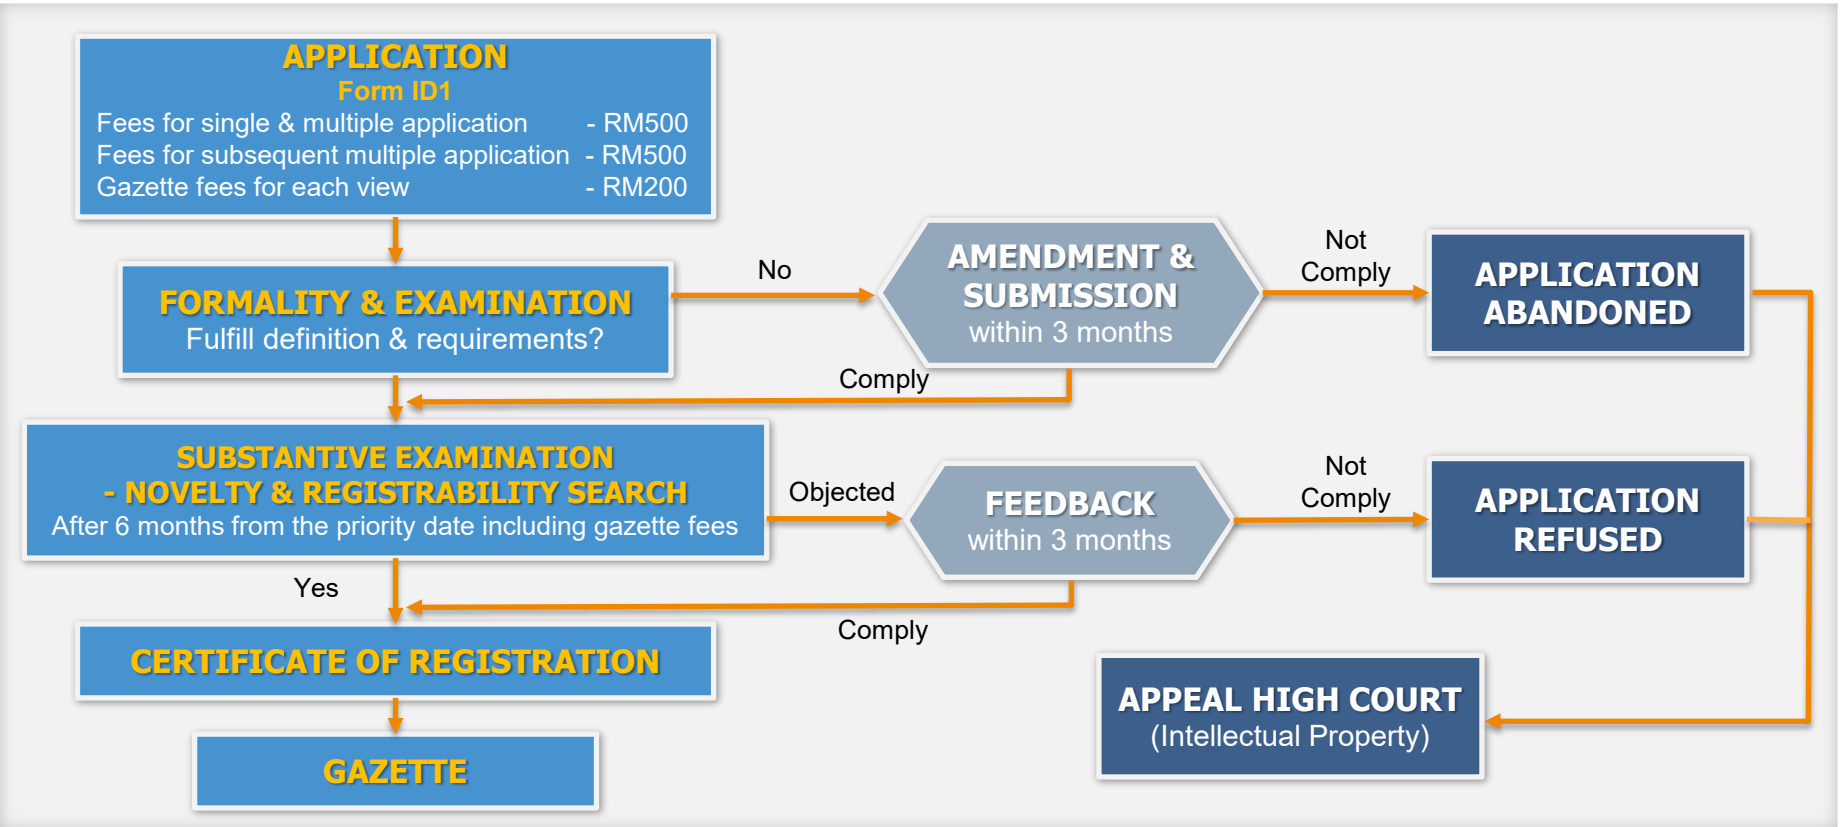 APPLICATION
Form ID1
Fees for single & multiple application - RM500
Fees for subsequent multiple application - RM500
Gazette fees for each view - RM200
FORMALITY & EXAMINATION
Fulfill definition & requirements?
No
AMENDMENT &
SUBMISSION
within 3 months
Not
Comply
APPLICATION
ABANDONED
Comply
SUBSTANTIVE EXAMINATION
- NOVELTY & REGISTRABILITY SEARCH
After 6 months from the priority date including gazette fees
Objected
FEEDBACK
within 3 months
Not
Comply
APPLICATION
REFUSED
Yes
Comply
CERTIFICATE OF REGISTRATION
APPEAL HIGH COURT
(Intellectual Property)
GAZETTE